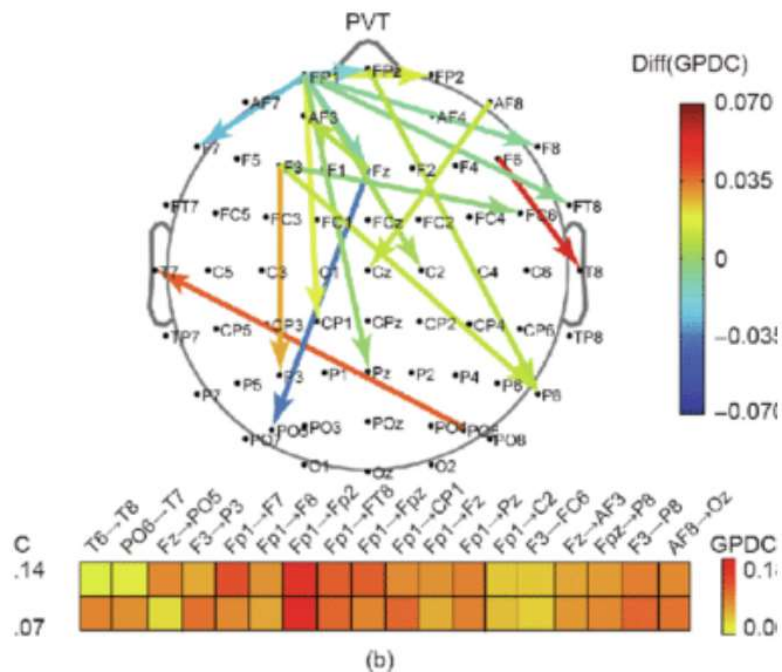 PVT
Diff(GPDC)
FP1 FPz FP2
AF7 AF3 AF4 AF8
F7 F5 F3 F1 Fz F2 F4 F6 F8
FT7 FC5 FC3 FC1 FCz FC2 FC4 FC6 FT8
T7 C5 C3 C1 Cz C2 C4 C6 T8
TP7 CP5 CP3 CP1 CPz CP2 CP4 CP6 TP8
P7 P5 P3 P1 Pz P2 P4 P6 P8
PO7 PO5 PO3 POz PO4 PO6 PO8
O1 Oz O2
0.070
0.035
0
-0.035
-0.070
T6→T8 PO6→T7 Fz→PO5 F3→P3 Fp1→F7 Fp1→F8 Fp1→Fp2 Fp1→FT8 Fp1→Fpz Fp1→CP1 Fp1→Fz Fp1→Pz Fp1→C2 F3→FC6 Fz→AF3 Fpz→P8 F3→P8 AF8→Oz
C GPDC
.14
.07
0.1
0.0
(b)